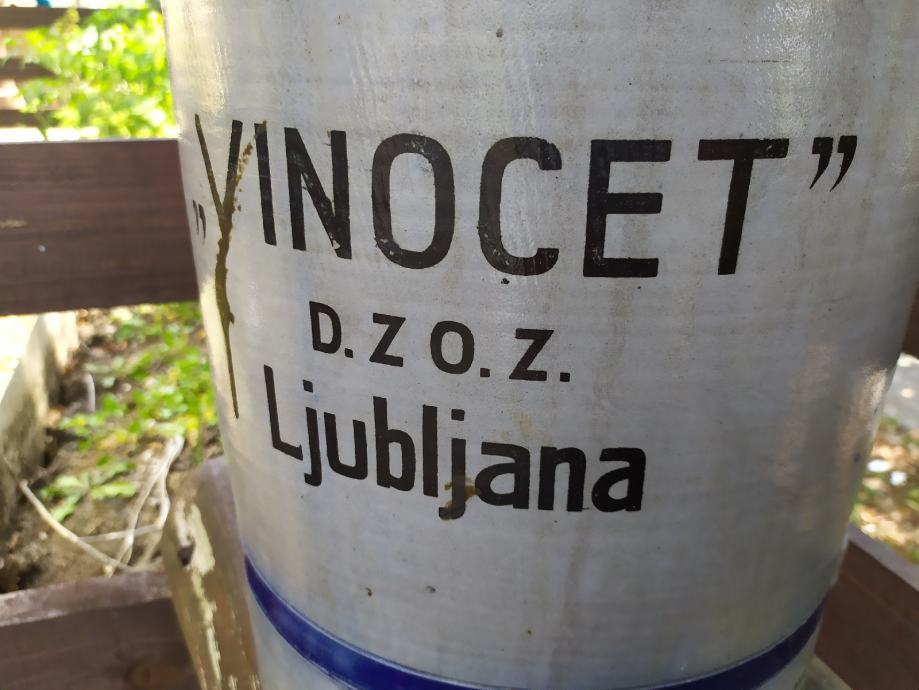 „VINOCET”
D. Z O. Z.
Ljubljana